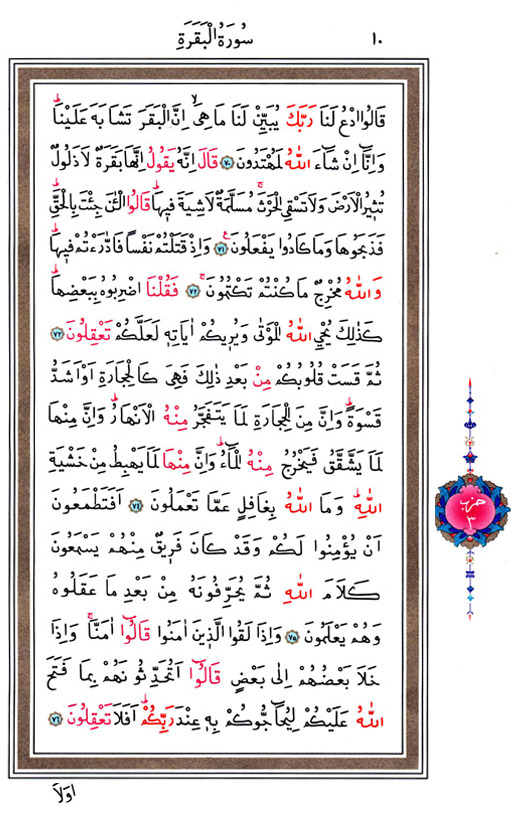 ١٠ سُورَةُ الْبَقَرَةِ
قَالُوا ادْعُ لَنَا رَبَّكَ يُبَيِّنْ لَنَا مَا هِىَۙ اِنَّ الْبَقَرَ تَشَابَهَ عَلَيْنَاۜ
وَاِنَّٓا اِنْ شَٓاءَ اللّٰهُ لَمُهْتَدُونَ ﴿٧٠﴾ قَالَ اِنَّهُ يَقُولُ اِنَّهَا بَقَرَةٌ لَا ذَلُولٌ
تُثِيرُ الْاَرْضَ وَلَا تَسْقِى الْحَرْثَۚ مُسَلَّمَةٌ لَا شِيَةَ فِيهَاۜ قَالُوا الْـٰٔنَ جِئْتَ بِالْحَقِّۜ
فَذَبَحُوهَا وَمَا كَادُوا يَفْعَلُونَ۟ ﴿٧١﴾ وَاِذْ قَتَلْتُمْ نَفْسًا فَادّٰرَءْتُمْ فِيهَاۜ
وَاللّٰهُ مُخْرِجٌ مَا كُنْتُمْ تَكْتُمُونَۚ ﴿٧٢﴾ فَقُلْنَا اضْرِبُوهُ بِبَعْضِهَاۜ
كَذٰلِكَ يُحْيِ اللّٰهُ الْمَوْتٰى وَيُرِيكُمْ اٰيَاتِهِ لَعَلَّكُمْ تَعْقِلُونَ ﴿٧٣﴾
ثُمَّ قَسَتْ قُلُوبُكُمْ مِنْ بَعْدِ ذٰلِكَ فَهِىَ كَالْحِجَارَةِ اَوْ اَشَدُّ
قَسْوَةًۜ وَاِنَّ مِنَ الْحِجَارَةِ لَمَا يَتَفَجَّرُ مِنْهُ الْاَنْهَارُۜ وَاِنَّ مِنْهَا
لَمَا يَشَّقَّقُ فَيَخْرُجُ مِنْهُ الْمَٓاءُۜ وَاِنَّ مِنْهَا لَمَا يَهْبِطُ مِنْ خَشْيَةِ
اللّٰهِۜ وَمَا اللّٰهُ بِغَافِلٍ عَمَّا تَعْمَلُونَ ﴿٧٤﴾ اَفَتَطْمَعُونَ
اَنْ يُؤْمِنُوا لَكُمْ وَقَدْ كَانَ فَرِيقٌ مِنْهُمْ يَسْمَعُونَ
كَلَامَ اللّٰهِ ثُمَّ يُحَرِّفُونَهُ مِنْ بَعْدِ مَا عَقَلُوهُ
وَهُمْ يَعْلَمُونَ ﴿٧٥﴾ وَاِذَا لَقُوا الَّذِينَ اٰمَنُوا قَالُٓوا اٰمَنَّاۚ وَاِذَا
خَلَا بَعْضُهُمْ اِلٰى بَعْضٍ قَالُٓوا اَتُحَدِّثُونَهُمْ بِمَا فَتَحَ
اللّٰهُ عَلَيْكُمْ لِيُحَٓاجُّوكُمْ بِهِ عِنْدَ رَبِّكُمْۜ اَفَلَا تَعْقِلُونَ ﴿٧٦﴾
اَوَلَا
حزب
٣